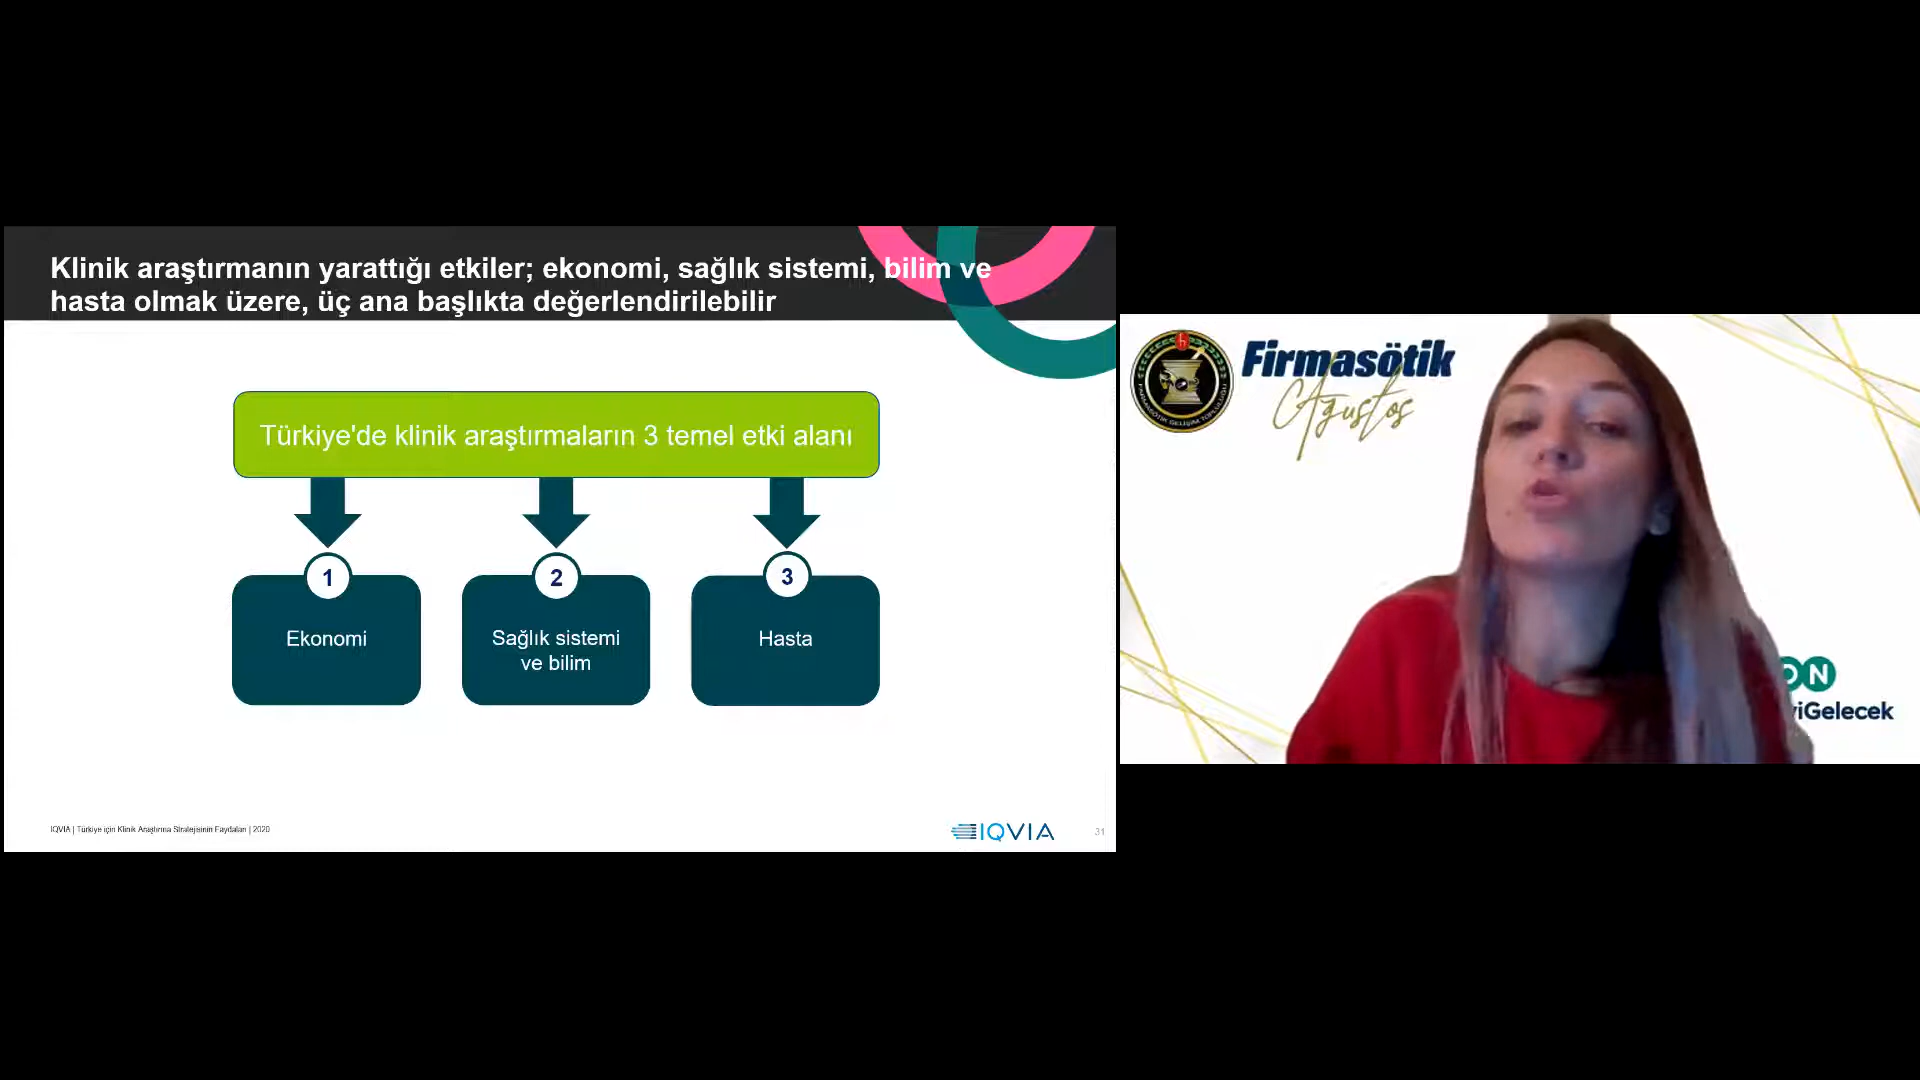 Klinik araştırmanın yarattığı etkiler; ekonomi, sağlık sistemi, bilim ve
hasta olmak üzere, üç ana başlıkta değerlendirilebilir
Türkiye'de klinik araştırmaların 3 temel etki alanı
1
2
3
Ekonomi
Sağlık sistemi
ve bilim
Hasta
IQVIA | Türkiye için Klinik Araştırma Stratejisinin Faydaları | 2020
IQVIA
31
Firmasötik
Ağustos
ON
viGelecek